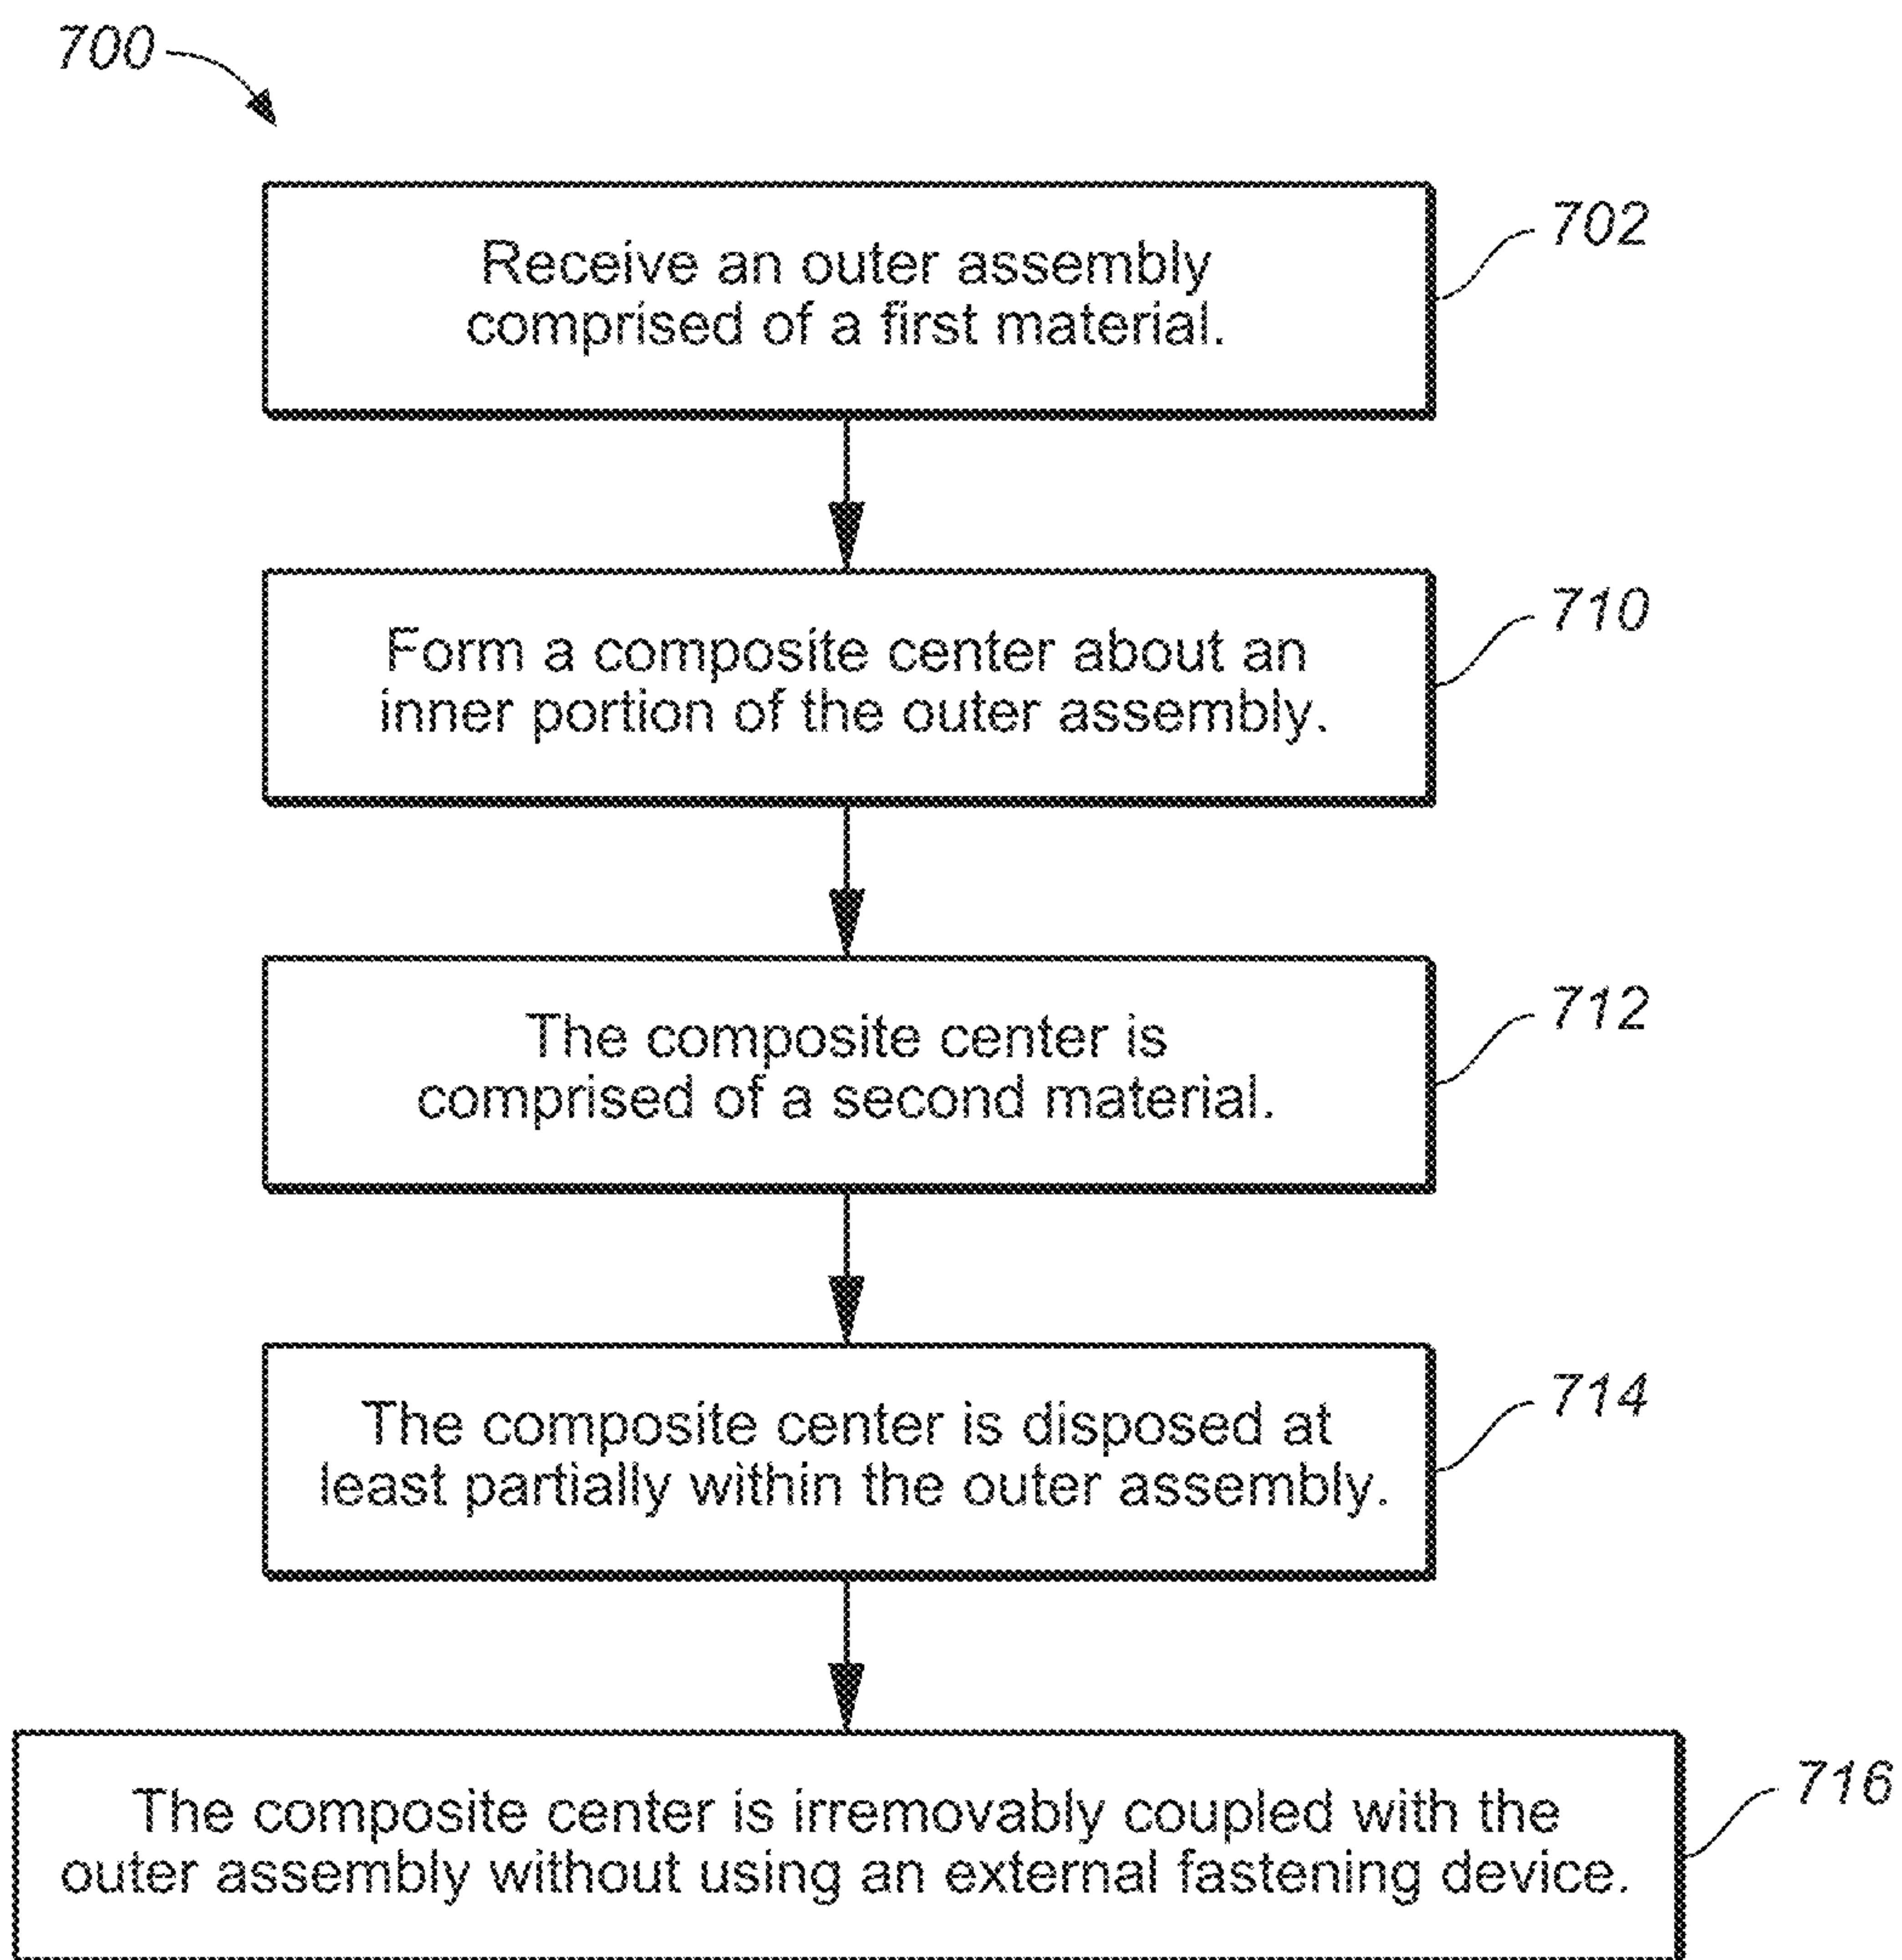 700
Receive an outer assembly
comprised of a first material.
702
Form a composite center about an
inner portion of the outer assembly.
710
The composite center is
comprised of a second material.
712
The composite center is disposed at
least partially within the outer assembly.
714
The composite center is irremovably coupled with the
outer assembly without using an external fastening device.
716